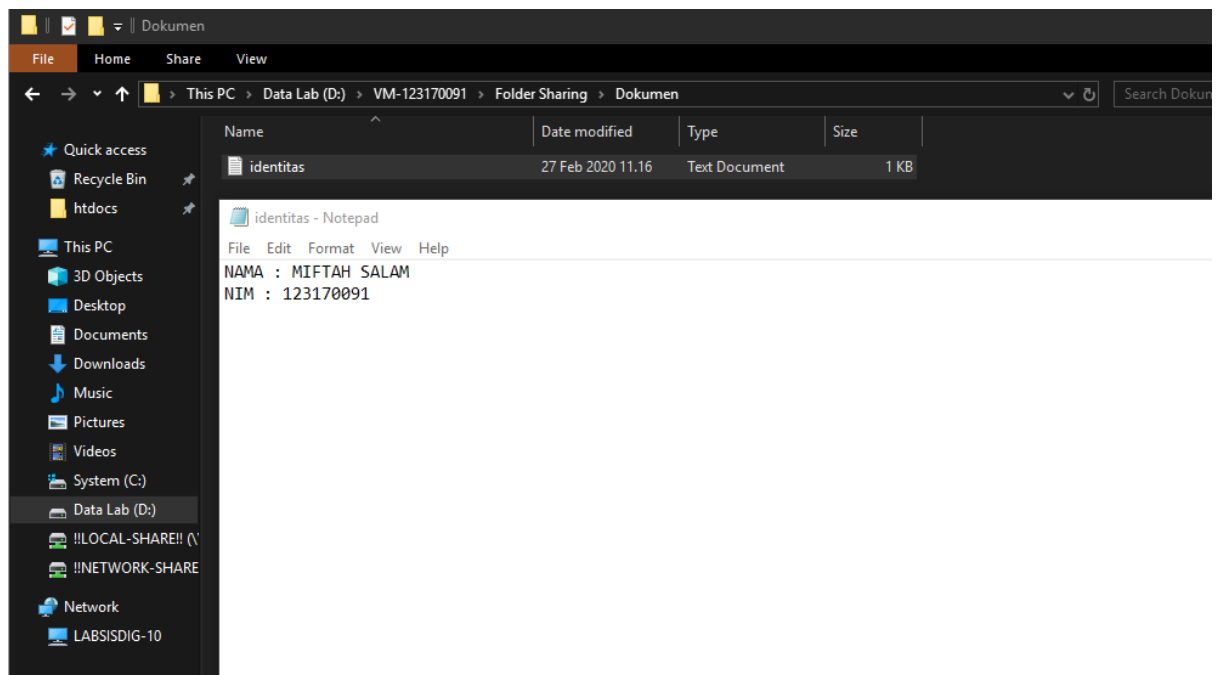 Dokumen
File Home Share View
This PC > Data Lab (D:) > VM-123170091 > Folder Sharing > Dokumen
Search Dokun
Name Date modified Type Size
identitas 27 Feb 2020 11.16 Text Document 1 KB
Quick access
Recycle Bin
htdocs
This PC
3D Objects
Desktop
Documents
Downloads
Music
Pictures
Videos
System (C:)
Data Lab (D:)
!!LOCAL-SHARE!! (\\
!!NETWORK-SHARE
Network
LABSISDIG-10
identitas - Notepad
File Edit Format View Help
NAMA : MIFTAH SALAM
NIM : 123170091